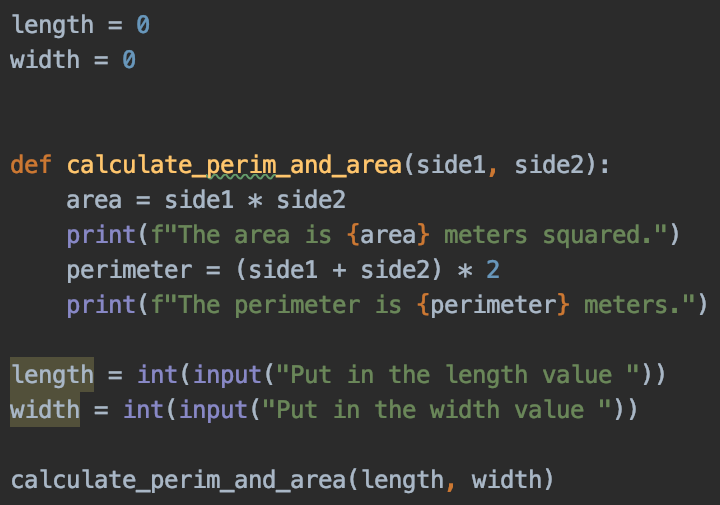 length = 0
width = 0
def calculate_perim_and_area(side1, side2):
    area = side1 * side2
    print(f"The area is {area} meters squared.")
    perimeter = (side1 + side2) * 2
    print(f"The perimeter is {perimeter} meters.")
length = int(input("Put in the length value "))
width = int(input("Put in the width value "))
calculate_perim_and_area(length, width)